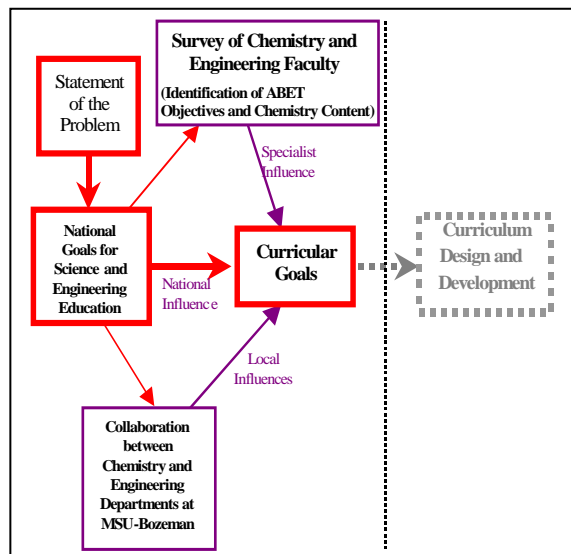 Survey of Chemistry and
Engineering Faculty
(Identification of ABET
Objectives and Chemistry Content)
Statement
of the
Problem
Specialist
Influence
National
Goals for
Science and
Engineering
Education
National
Influence
Curricular
Goals
Curriculum
Design and
Development
Local
Influences
Collaboration
between
Chemistry and
Engineering
Departments at
MSU-Bozeman